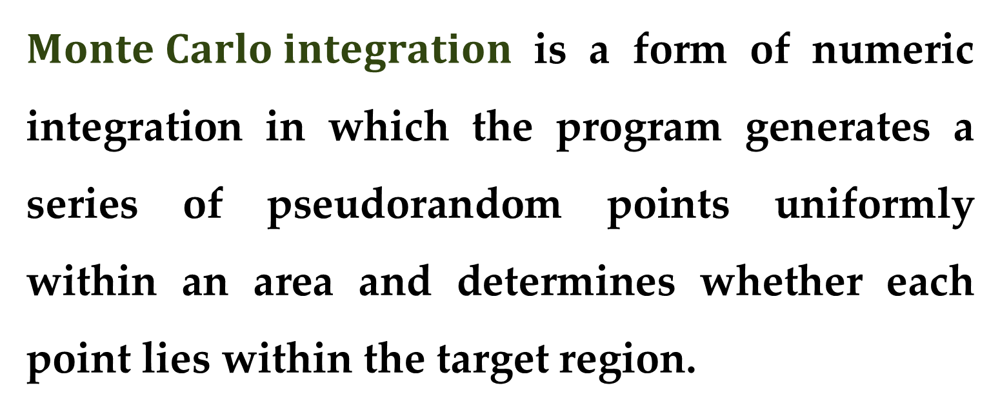 Monte Carlo integration is a form of numeric
integration in which the program generates a
series of pseudorandom points uniformly
within an area and determines whether each
point lies within the target region.